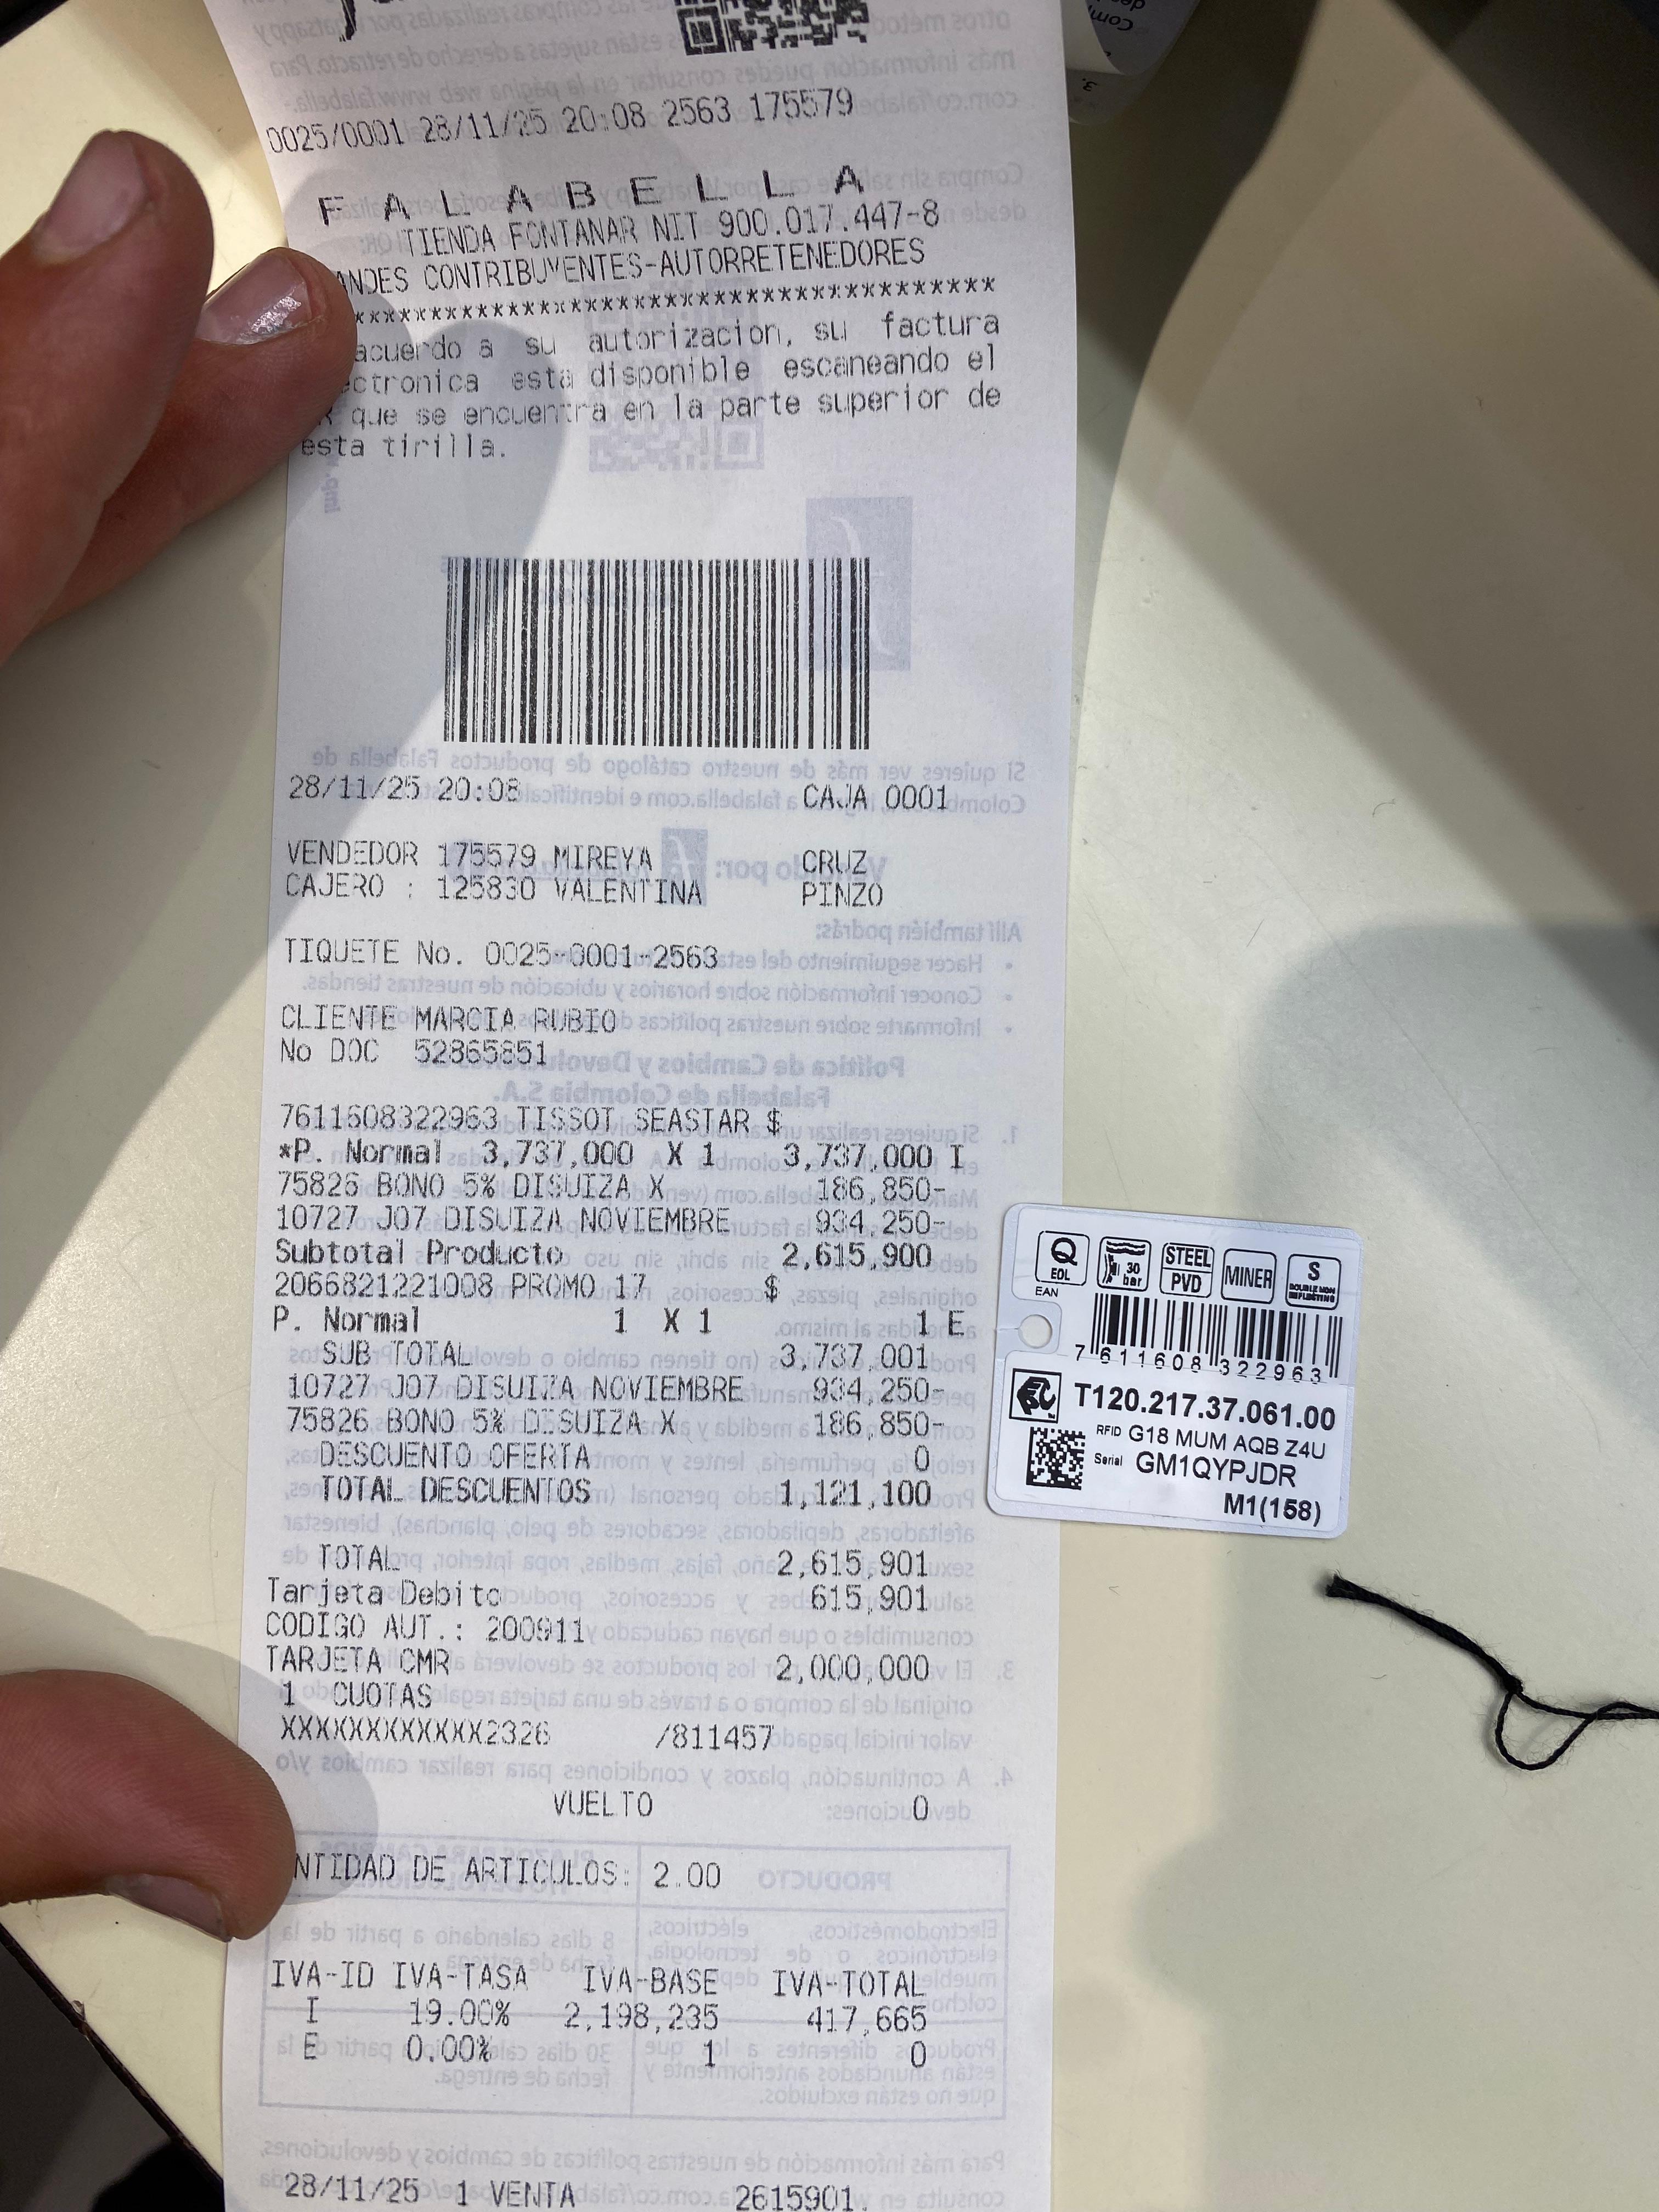 0025/0001 28/11/25 20:08 2563 175579
F A L A B E L L A
TIENDA FONTANAR NIT 900.017.447-8
ANDES CONTRIBUYENTES-AUTORRETENEDORES
******************************************
acuerdo a su autorizacion, su factura
ectronica esta disponible escaneando el
que se encuentra en la parte superior de
esta tirilla.
28/11/25 20:08 CAJA 0001
VENDEDOR 175579 MIREYA CRUZ
CAJERO : 125830 VALENTINA PINZO
TIQUETE No. 0025-0001-2563
CLIENTE MARCIA RUBIO
No DOC 52865851
7611608322963 TISSOT SEASTAR $
*P. Normal 3,737,000 X 1 3,737,000 I
75826 BONO 5% DISUIZA X 186,850-
10727 J07 DISUIZA NOVIEMBRE 934,250-
Subtotal Producto 2,615,900
2066821221008 PROMO 17 $
P. Normal 1 X 1 1 E
SUB TOTAL 3,737,001
10727 J07 DISUIZA NOVIEMBRE 934,250-
75826 BONO 5% DISUIZA X 186,850-
DESCUENTO OFERTA 0
TOTAL DESCUENTOS 1,121,100
TOTAL 2,615,901
Tarjeta Debito 615,901
CODIGO AUT.: 200911
TARJETA CMR 2,000,000
1 CUOTAS
XXXXXXXXXXXX2326 /811457
VUELTO 0
NTIDAD DE ARTICULOS: 2.00
IVA-ID IVA-TASA IVA-BASE IVA-TOTAL
I 19.00% 2,198,235 417,665
E 0.00% 1 0
28/11/25 1 VENTA 2615901.
Q EOL
30 bar
STEEL PVD
MINER
S DOUBLE NON REFLECTING
EAN
7 611608 322963
T120.217.37.061.00
RFID G18 MUM AQB Z4U
Serial GM1QYPJDR
M1(158)